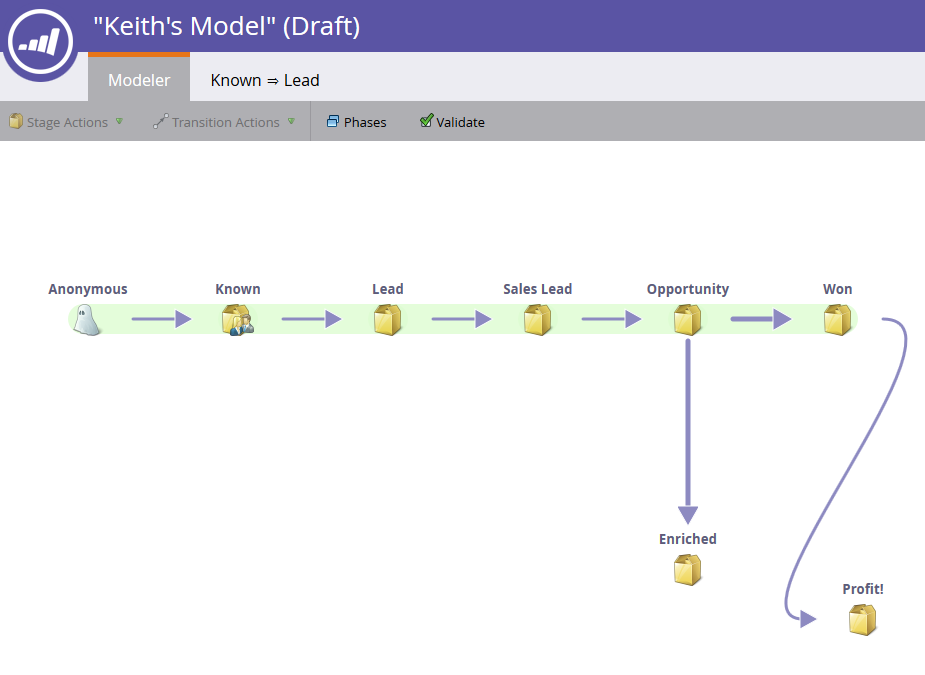 "Keith's Model" (Draft)
Modeler Known ⇒ Lead
Stage Actions Transition Actions Phases Validate
Anonymous Known Lead Sales Lead Opportunity Won
Enriched
Profit!